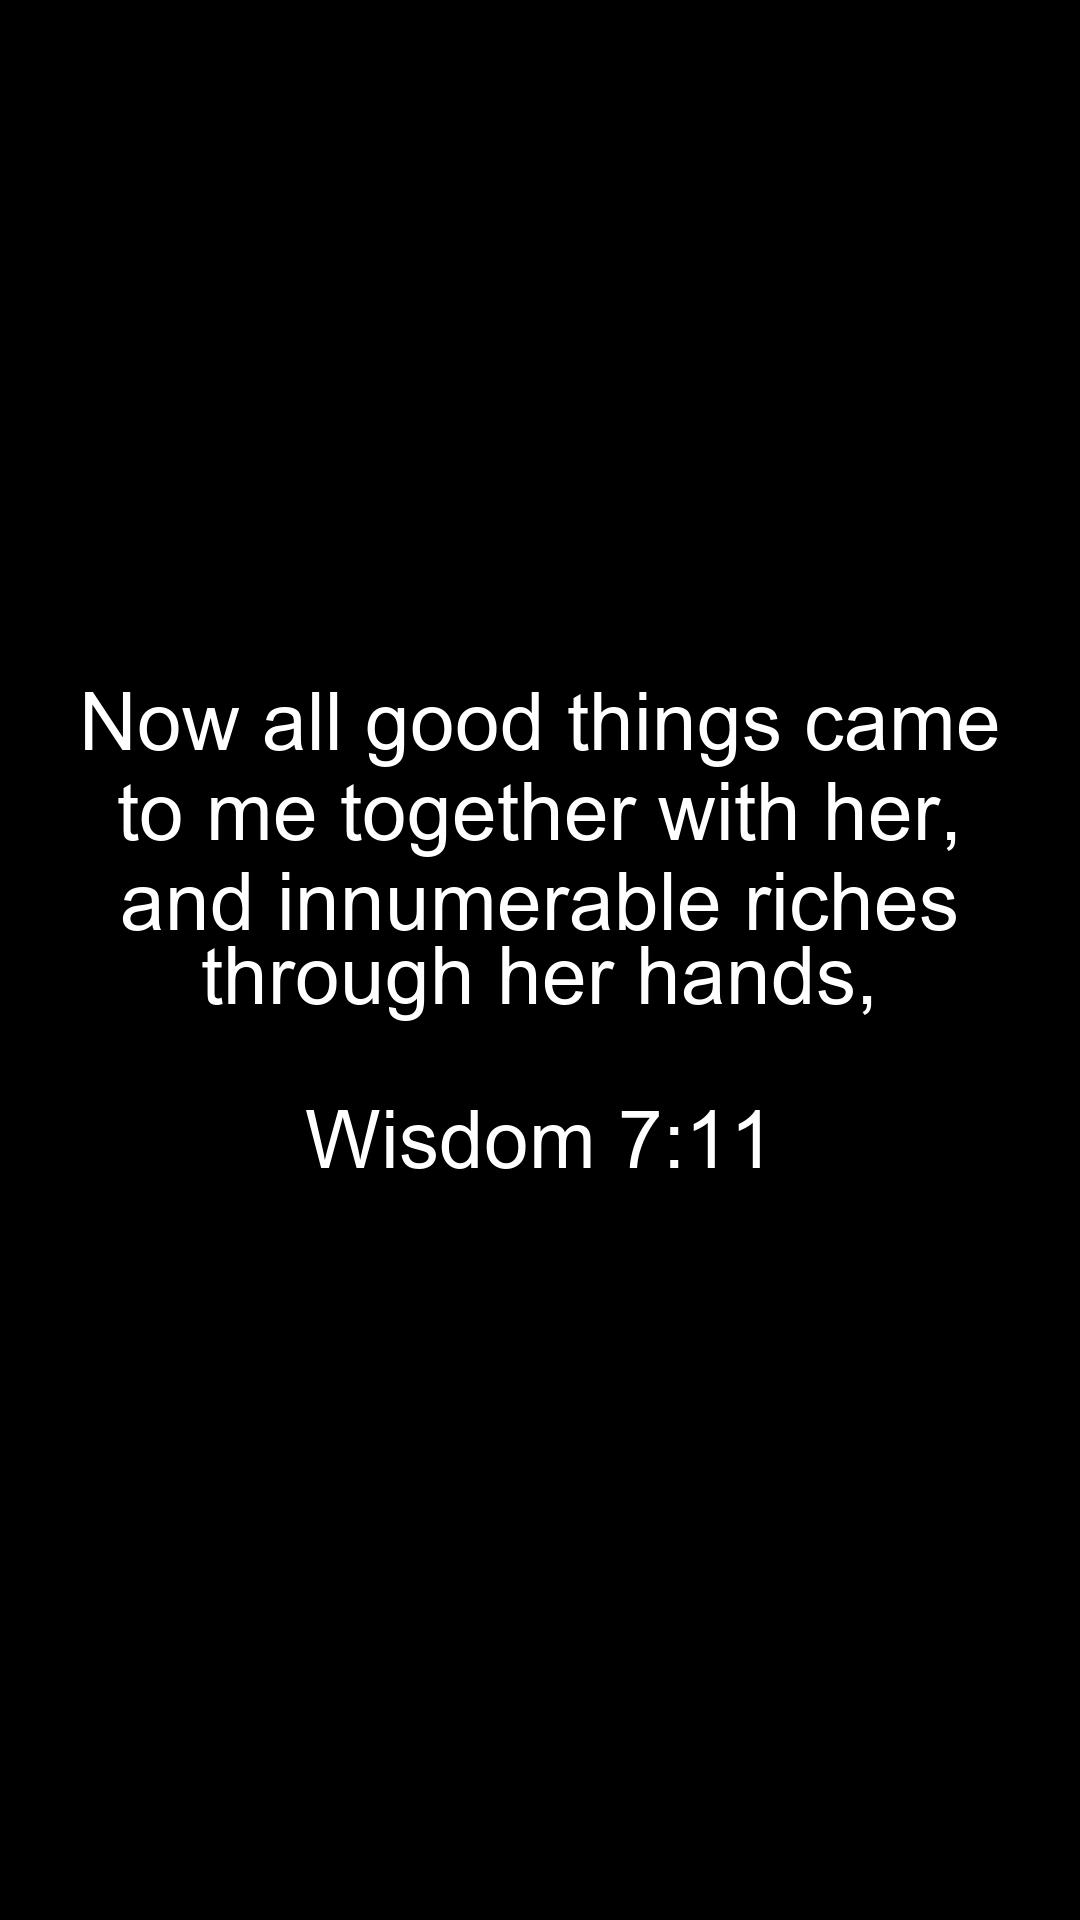 Now all good things came
to me together with her,
and innumerable riches
through her hands,
Wisdom 7:11